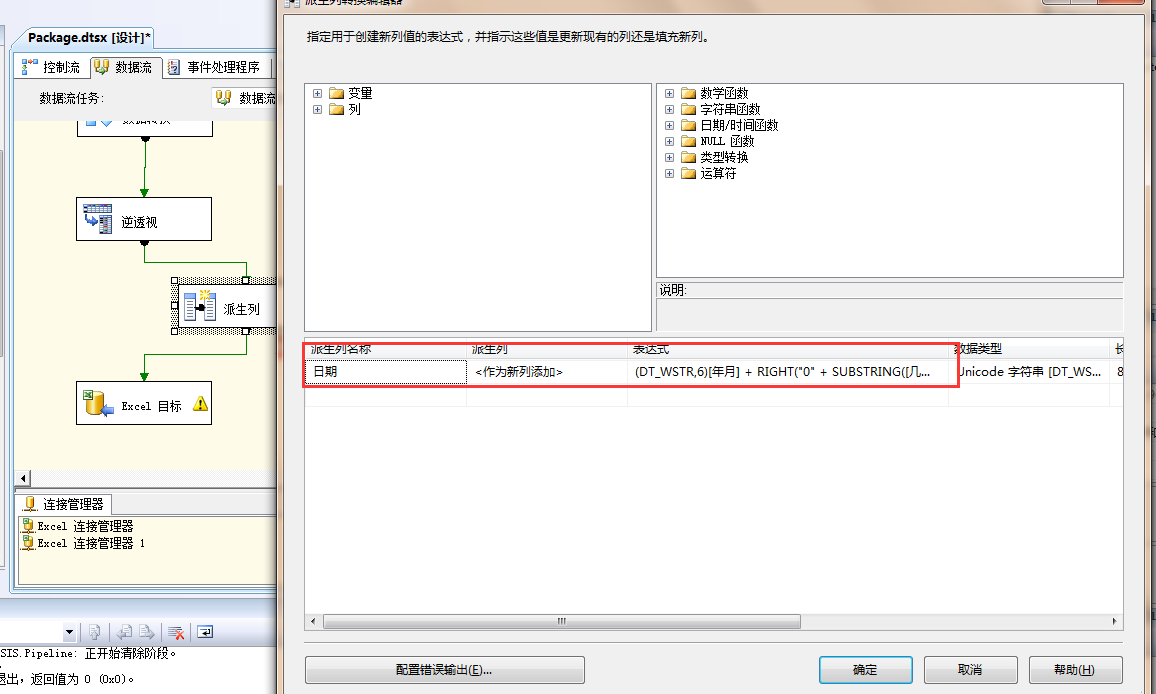 派生列转换编辑器
Package.dtsx [设计]*
控制流
数据流
事件处理程序
数据流任务:
数据流
数据转换
逆透视
派生列
Excel 目标
连接管理器
Excel 连接管理器
Excel 连接管理器 1
SIS.Pipeline: 正开始清除阶段。
退出，返回值为 0 (0x0)。
指定用于创建新列值的表达式，并指示这些值是更新现有的列还是填充新列。
变量
列
数学函数
字符串函数
日期/时间函数
NULL 函数
类型转换
运算符
说明:
派生列名称 派生列 表达式 数据类型
日期 <作为新列添加> (DT_WSTR,6)[年月] + RIGHT("0" + SUBSTRING([几... Unicode 字符串 [DT_WS... 8
配置错误输出(E)...
确定
取消
帮助(H)